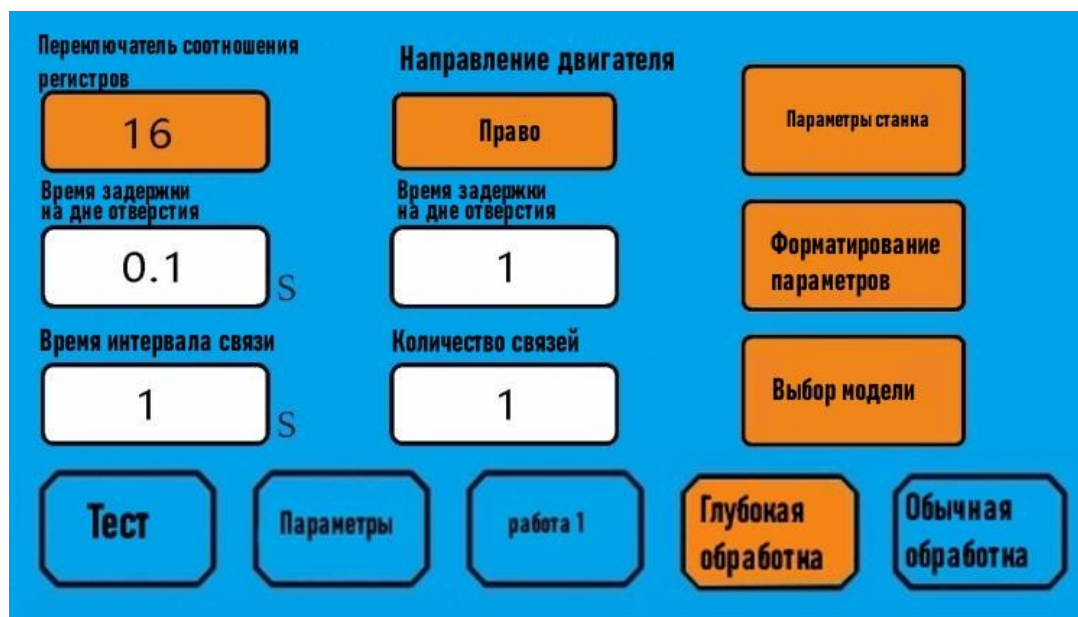 Переключатель соотношения
регистров
16
Направление двигателя
Право
Параметры станка
Время задержки
на дне отверстия
0.1
S
Время задержки
на дне отверстия
1
Форматирование
параметров
Время интервала связи
1
S
Количество связей
1
Выбор модели
Тест
Параметры
работа 1
Глубокая
обработка
Обычная
обработка